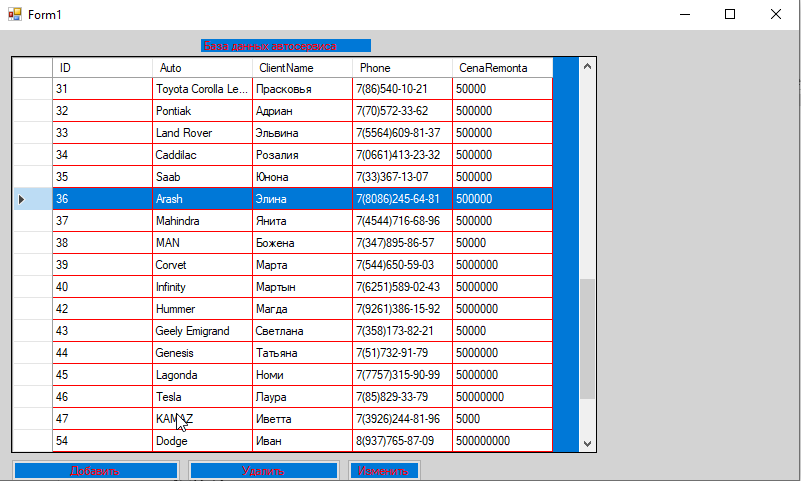 Form1
База данных автосервиса
ID Auto ClientName Phone CenaRemonta
31 Toyota Corolla Le... Прасковья 7(86)540-10-21 50000
32 Pontiak Адриан 7(70)572-33-62 500000
33 Land Rover Эльвина 7(5564)609-81-37 500000
34 Caddilac Розалия 7(0661)413-23-32 500000
35 Saab Юнона 7(33)367-13-07 500000
36 Arash Элина 7(8086)245-64-81 500000
37 Mahindra Янита 7(4544)716-68-96 500000
38 MAN Божена 7(347)895-86-57 50000
39 Corvet Марта 7(544)650-59-03 5000000
40 Infinity Мартын 7(6251)589-02-43 5000000
42 Hummer Магда 7(9261)386-15-92 5000000
43 Geely Emigrand Светлана 7(358)173-82-21 50000
44 Genesis Татьяна 7(51)732-91-79 5000000
45 Lagonda Номи 7(7757)315-90-99 5000000
46 Tesla Лаура 7(85)829-33-79 50000000
47 KAMAZ Иветта 7(3926)244-81-96 5000
54 Dodge Иван 8(937)765-87-09 500000000
Добавить Удалить Изменить